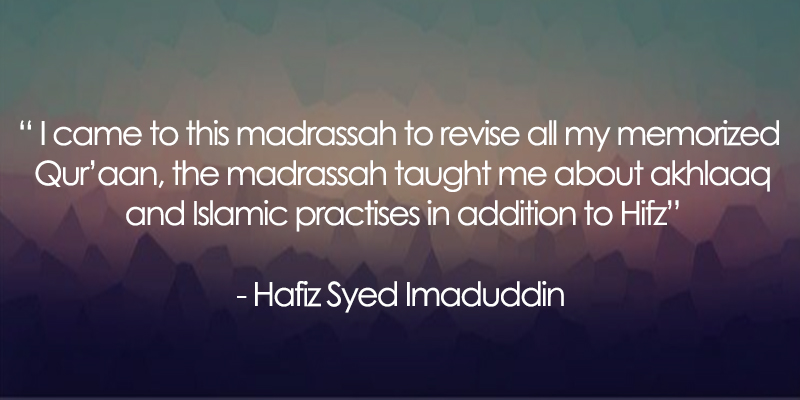 “ I came to this madrassah to revise all my memorized
Qur’aan, the madrassah taught me about akhlaaq
and Islamic practises in addition to Hifz”
- Hafiz Syed Imaduddin